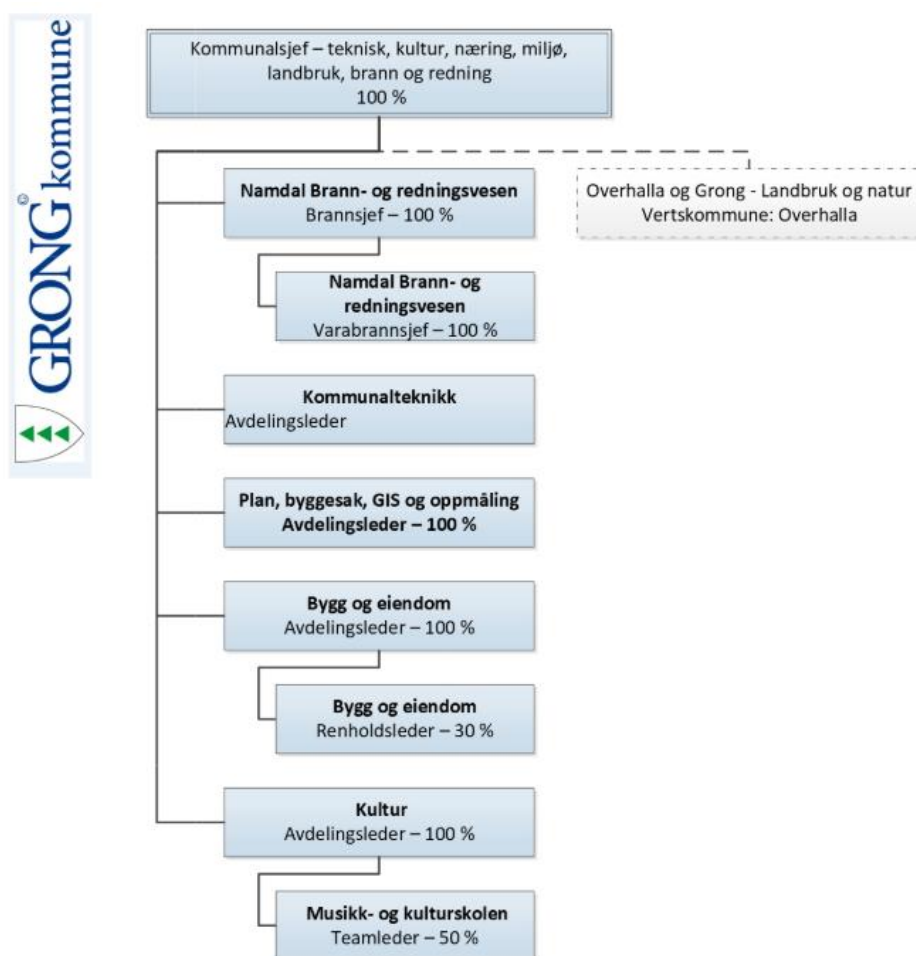 GRONG© kommune
Kommunalsjef – teknisk, kultur, næring, miljø,
landbruk, brann og redning
100 %
Namdal Brann- og redningsvesen
Brannsjef – 100 %
Overhalla og Grong - Landbruk og natur
Vertskommune: Overhalla
Namdal Brann- og
redningsvesen
Varabrannsjef – 100 %
Kommunalteknikk
Avdelingsleder
Plan, byggesak, GIS og oppmåling
Avdelingsleder – 100 %
Bygg og eiendom
Avdelingsleder – 100 %
Bygg og eiendom
Renholdsleder – 30 %
Kultur
Avdelingsleder – 100 %
Musikk- og kulturskolen
Teamleder – 50 %